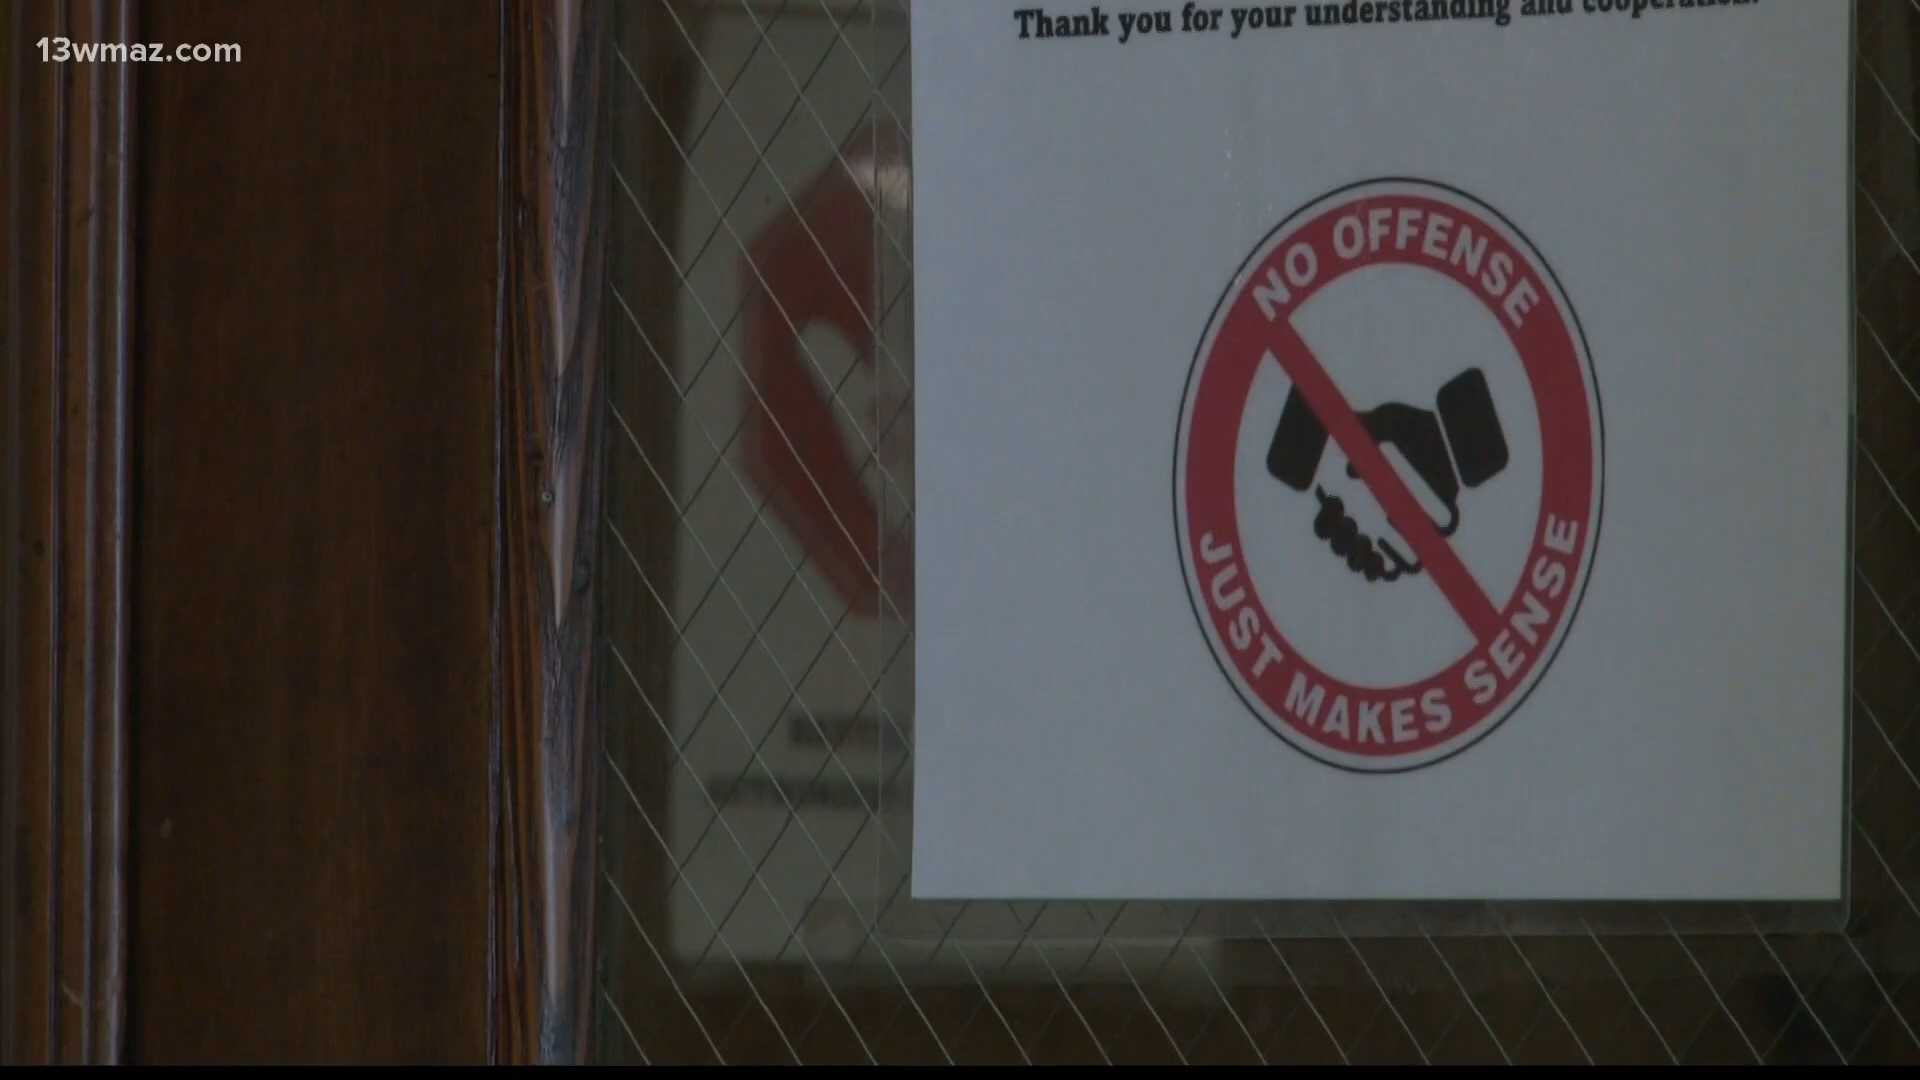 13wmaz.com
Thank you for your understanding and cooperation.
NO OFFENSE
JUST MAKES SENSE